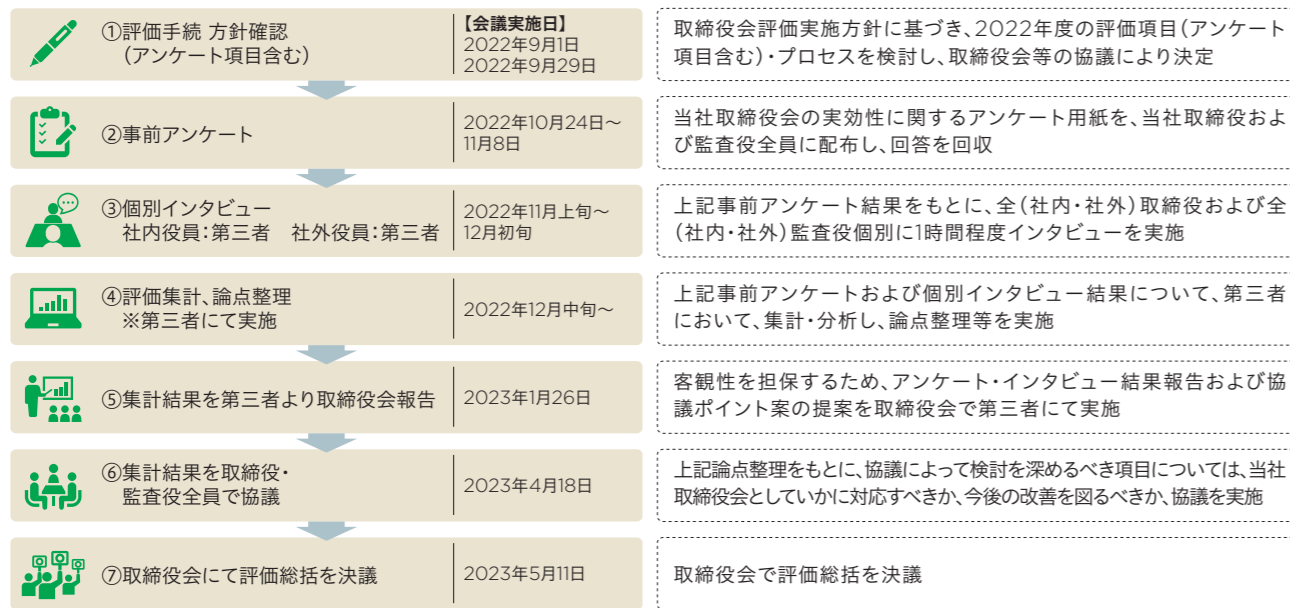 ①評価手続 方針確認
(アンケート項目含む)
【会議実施日】
2022年9月1日
2022年9月29日
取締役会評価実施方針に基づき、2022年度の評価項目(アンケート
項目含む)・プロセスを検討し、取締役会等の協議により決定
②事前アンケート
2022年10月24日〜
11月8日
当社取締役会の実効性に関するアンケート用紙を、当社取締役およ
び監査役全員に配布し、回答を回収
③個別インタビュー
社内役員:第三者 社外役員:第三者
2022年11月上旬〜
12月初旬
上記事前アンケート結果をもとに、全(社内・社外)取締役および全
(社内・社外)監査役個別に1時間程度インタビューを実施
④評価集計、論点整理
※第三者にて実施
2022年12月中旬〜
上記事前アンケートおよび個別インタビュー結果について、第三者
において、集計・分析し、論点整理等を実施
⑤集計結果を第三者より取締役会報告
2023年1月26日
客観性を担保するため、アンケート・インタビュー結果報告および協
議ポイント案の提案を取締役会で第三者にて実施
⑥集計結果を取締役・
監査役全員で協議
2023年4月18日
上記論点整理をもとに、協議によって検討を深めるべき項目については、当社
取締役会としていかに対応すべきか、今後の改善を図るべきか、協議を実施
⑦取締役会にて評価総括を決議
2023年5月11日
取締役会で評価総括を決議